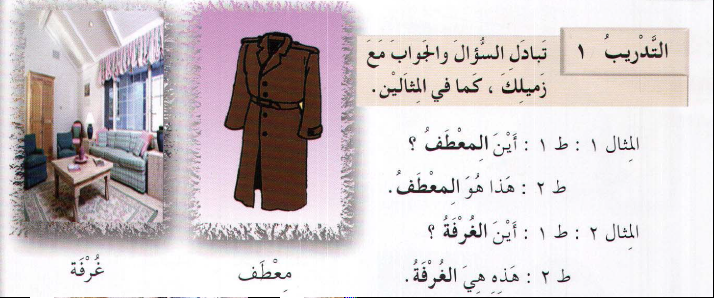 التَّدْرِيبُ ١
تَبادَل السُّؤالَ والجَوابَ مَعَ
زَميلِكَ ، كَما في المِثالَيْن.
المِثال ١ : ط ١ : أَيْنَ المِعْطَفُ ؟
ط ٢ : هَذا هُوَ المِعْطَفُ.
المِثال ٢ : ط ١ : أَيْنَ الغُرْفَةُ ؟
ط ٢ : هَذِهِ هِيَ الغُرْفَةُ.
مِعْطَف
غُرْفَة